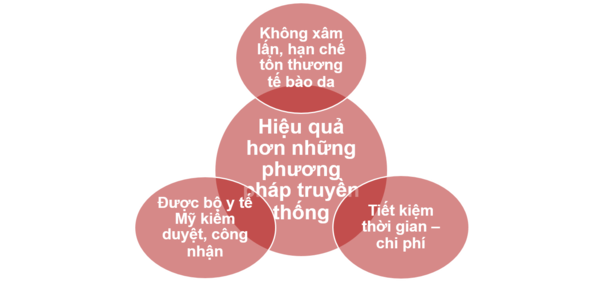 Không xâm
lấn, hạn chế
tổn thương
tế bào da
Hiệu quả
hơn những
phương
pháp truyền
thống
Được bộ y tế
Mỹ kiểm
duyệt, công
nhận
Tiết kiệm
thời gian –
chi phí